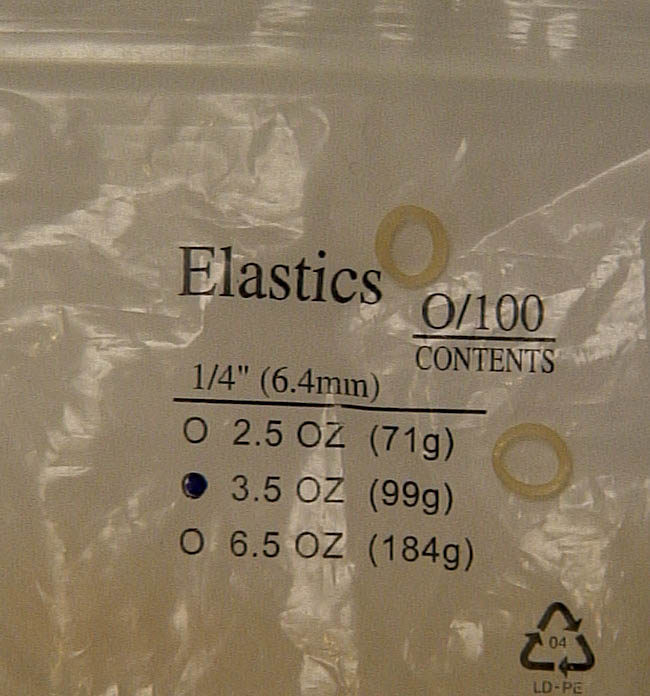 Elastics
O/100
CONTENTS
1/4" (6.4mm)
O 2.5 OZ (71g)
3.5 OZ (99g)
O 6.5 OZ (184g)
04
LD-PE